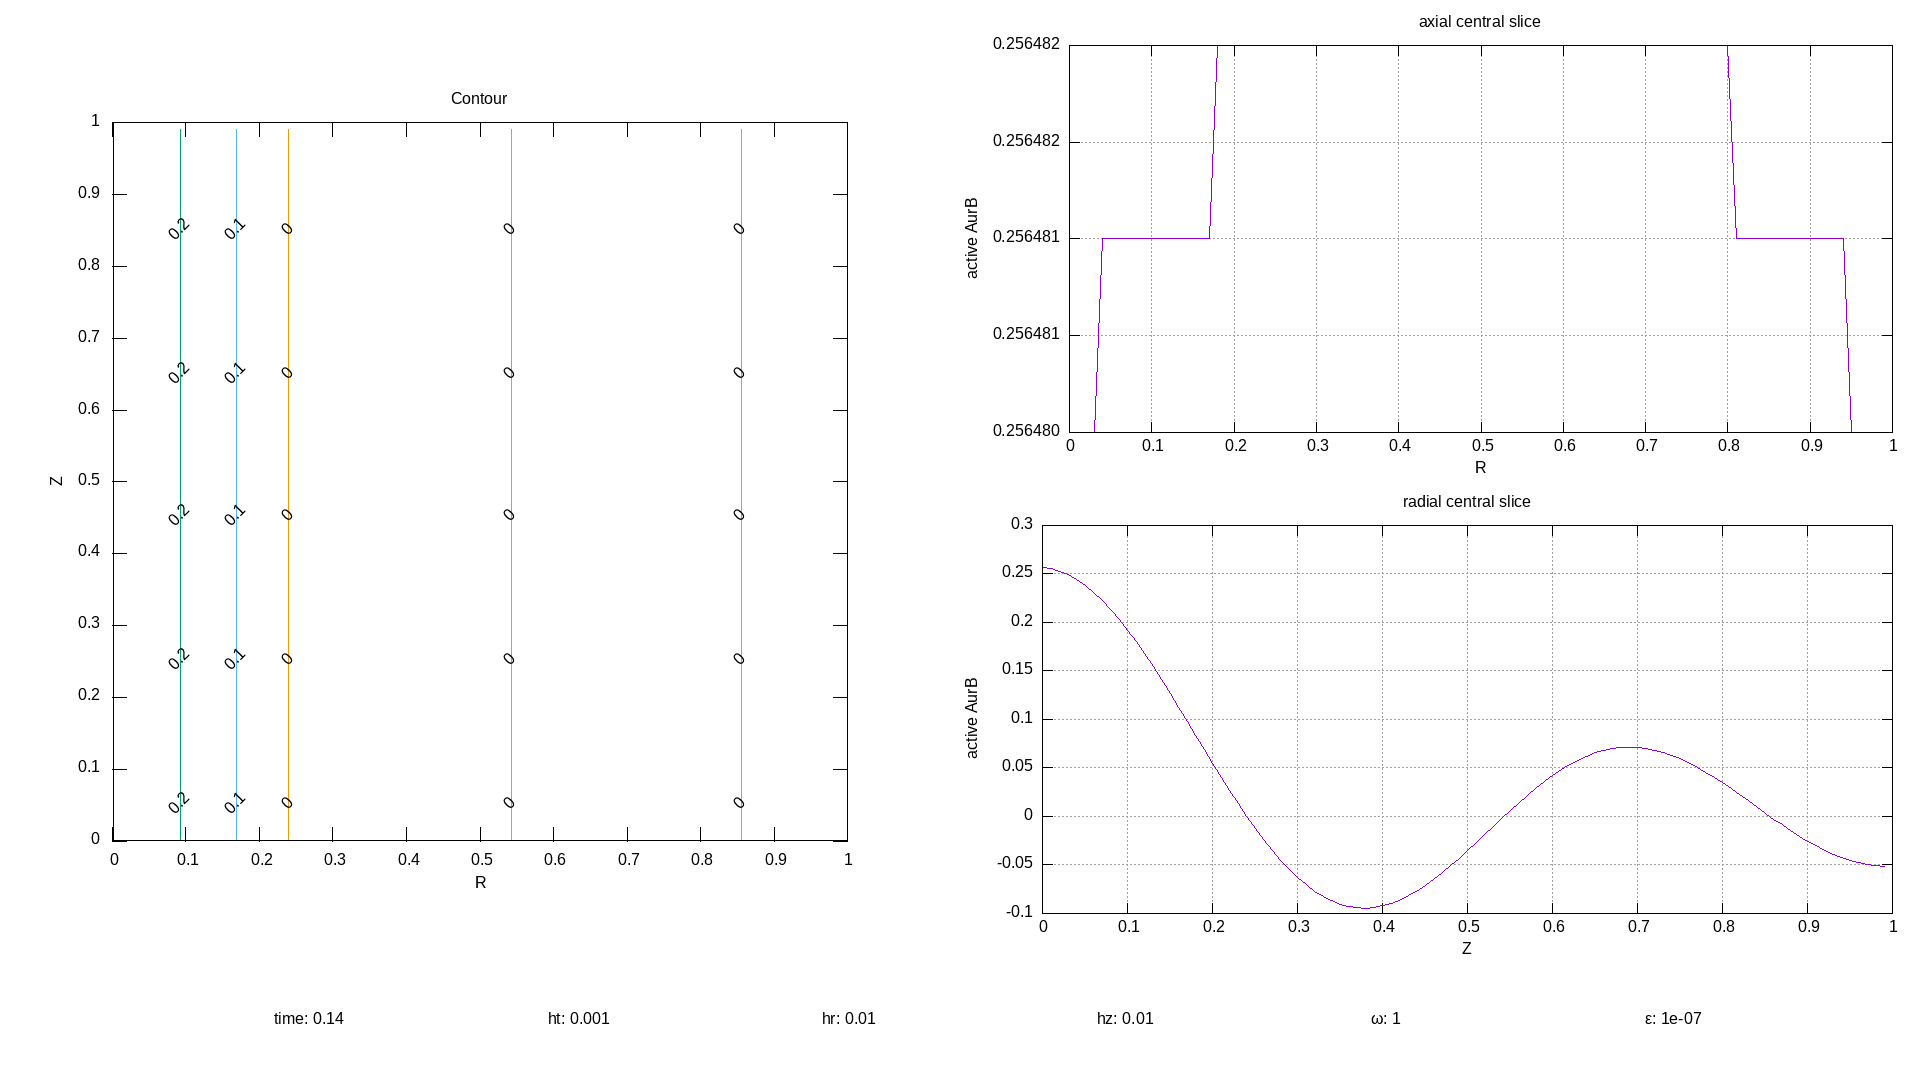 Contour
1
0.9
0.8
0.7
0.6
0.5
0.4
0.3
0.2
0.1
0
Z
0.2 0.1 0 0 0
0.2 0.1 0 0 0
0.2 0.1 0 0 0
0.2 0.1 0 0 0
0.2 0.1 0 0 0
0 0.1 0.2 0.3 0.4 0.5 0.6 0.7 0.8 0.9 1
R
axial central slice
0.256482
0.256482
0.256481
0.256481
0.256480
active AurB
0 0.1 0.2 0.3 0.4 0.5 0.6 0.7 0.8 0.9 1
R
radial central slice
0.3
0.25
0.2
0.15
0.1
0.05
0
-0.05
-0.1
active AurB
0 0.1 0.2 0.3 0.4 0.5 0.6 0.7 0.8 0.9 1
Z
time: 0.14 ht: 0.001 hr: 0.01 hz: 0.01 ω: 1 ε: 1e-07